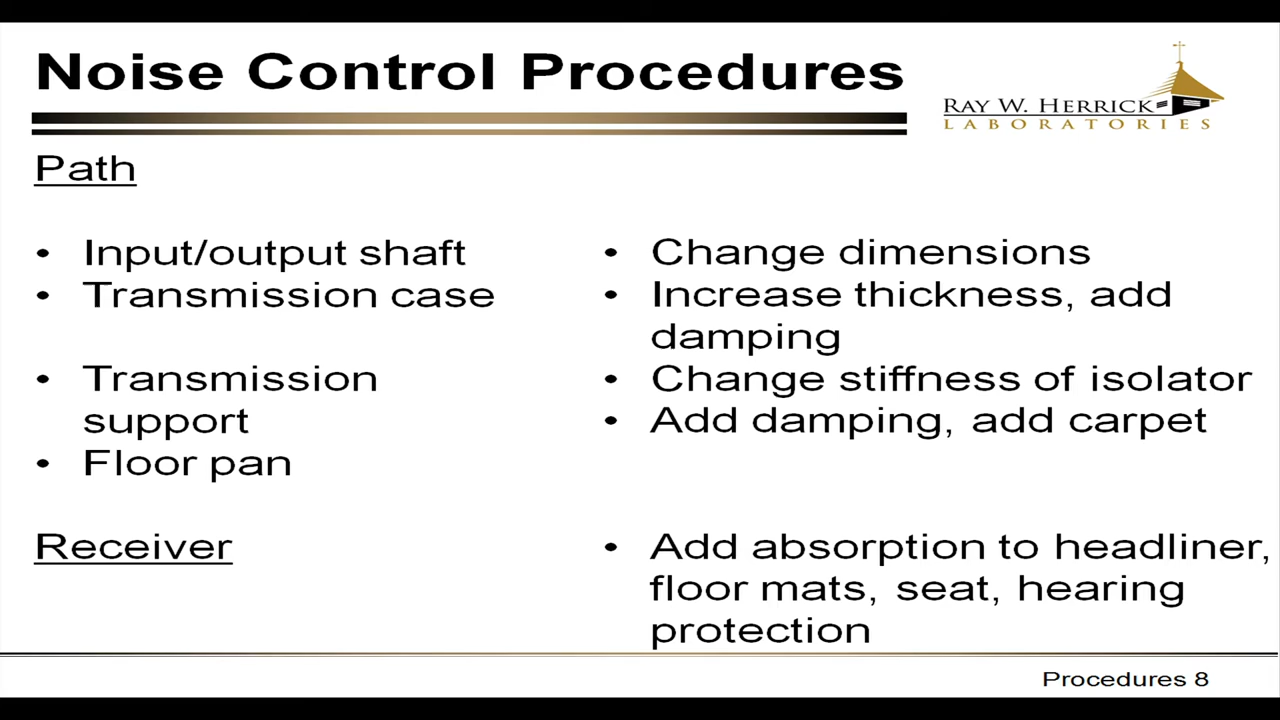 Noise Control Procedures
RAY W. HERRICK
LABORATORIES
Path
• Input/output shaft
• Transmission case
• Transmission
support
• Floor pan
• Change dimensions
• Increase thickness, add
damping
• Change stiffness of isolator
• Add damping, add carpet
Receiver
• Add absorption to headliner,
floor mats, seat, hearing
protection
Procedures 8